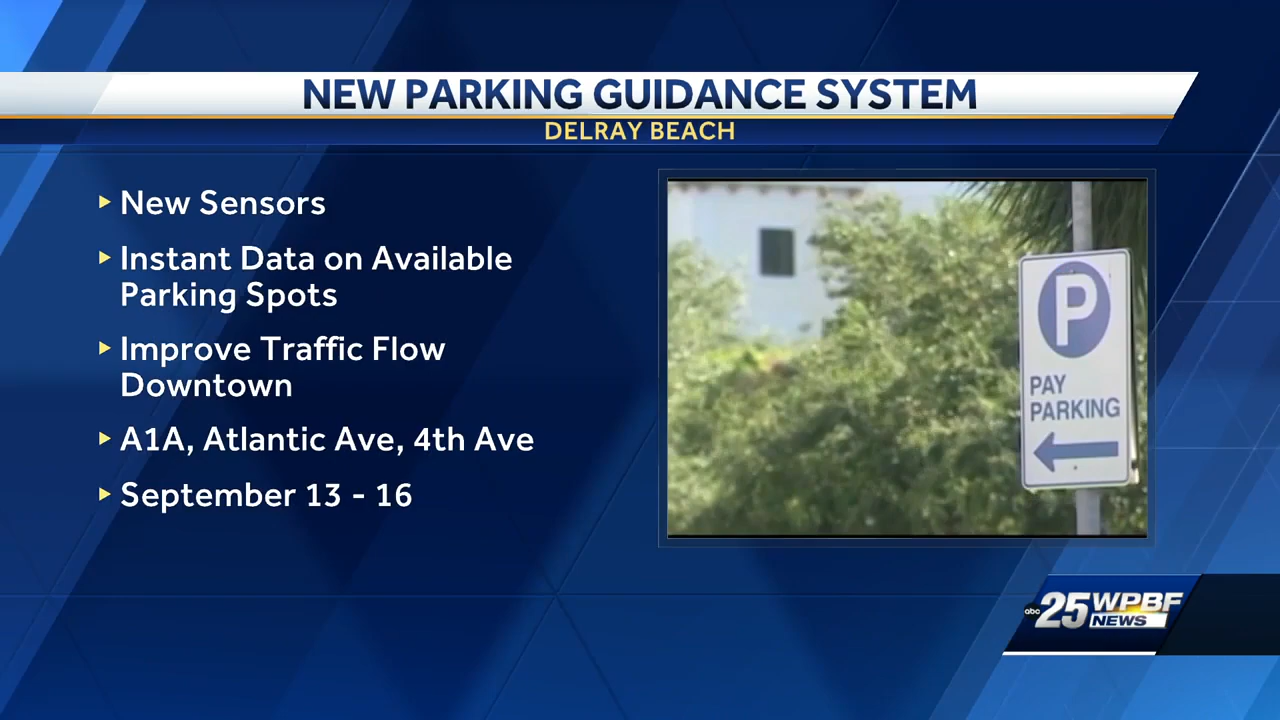 NEW PARKING GUIDANCE SYSTEM
DELRAY BEACH
New Sensors
Instant Data on Available
Parking Spots
Improve Traffic Flow
Downtown
A1A, Atlantic Ave, 4th Ave
September 13 - 16
P
PAY
PARKING
abc 25 WPBF
NEWS